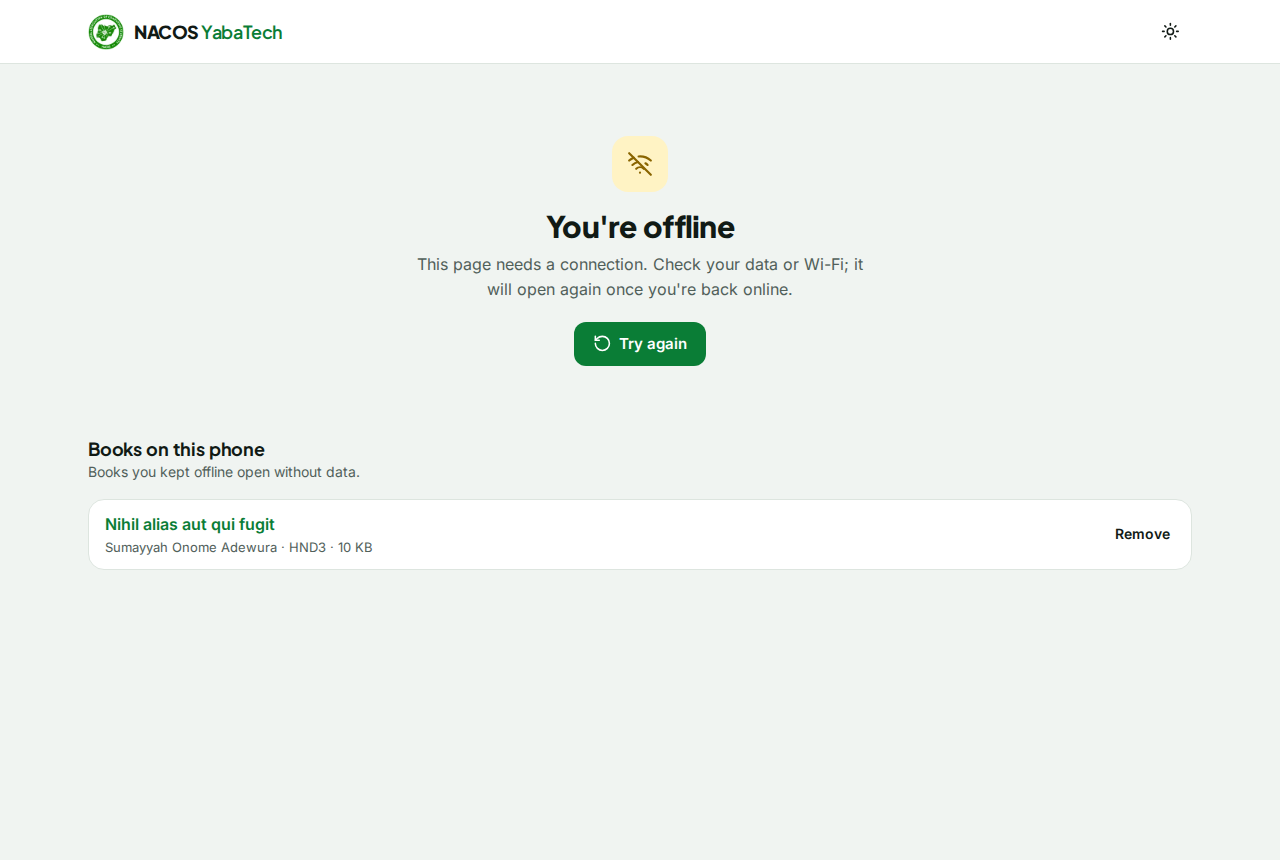 NACOS YabaTech
You're offline
This page needs a connection. Check your data or Wi-Fi; it
will open again once you're back online.
Try again
Books on this phone
Books you kept offline open without data.
Nihil alias aut qui fugit
Sumayyah Onome Adewura · HND3 · 10 KB
Remove